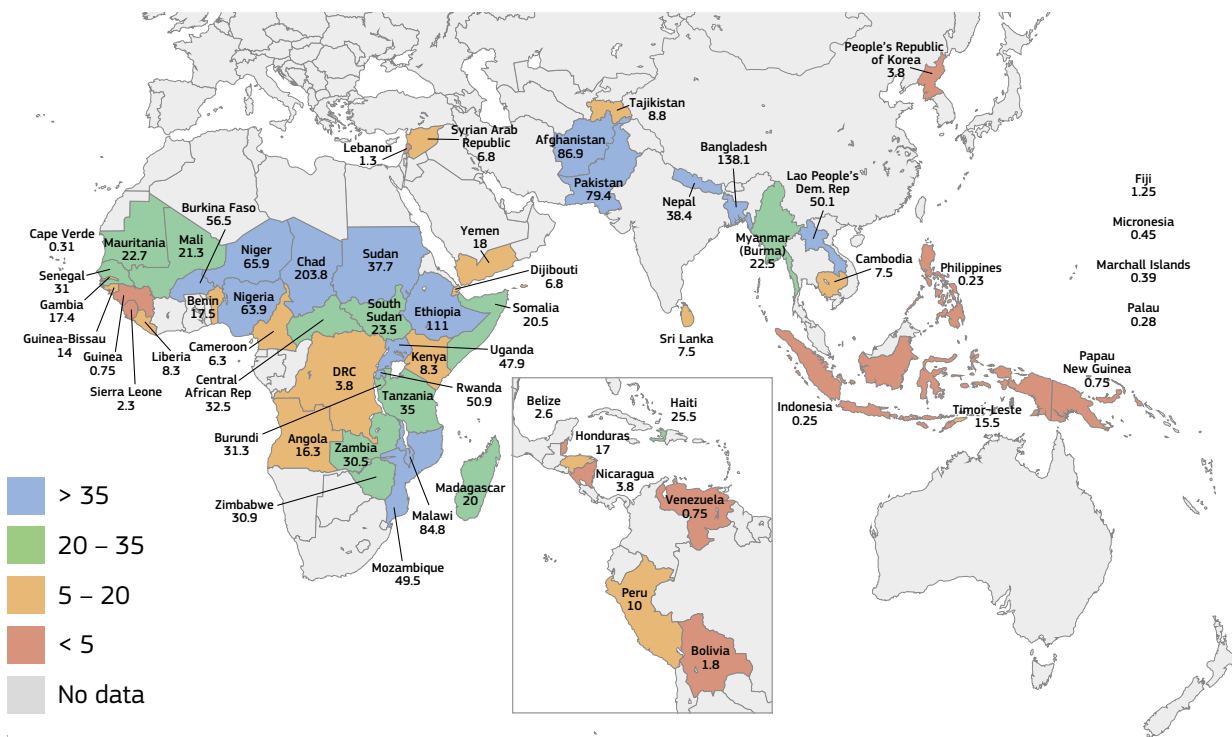 People's Republic
of Korea
3.8
Tajikistan
8.8
Syrian Arab
Republic
6.8
Lebanon
1.3
Afghanistan
86.9
Bangladesh
138.1
Pakistan
79.4
Lao People's
Dem. Rep
50.1
Nepal
38.4
Fiji
1.25
Burkina Faso
56.5
Micronesia
0.45
Cape Verde
0.31
Mauritania
22.7
Mali
21.3
Niger
65.9
Chad
203.8
Sudan
37.7
Yemen
18
Myanmar
(Burma)
22.5
Cambodia
7.5
Philippines
0.23
Marchall Islands
0.39
Senegal
31
Djibouti
6.8
Gambia
17.4
Benin
17.5
Nigeria
63.9
South
Sudan
23.5
Ethiopia
111
Somalia
20.5
Palau
0.28
Guinea-Bissau
14
Guinea
0.75
Liberia
8.3
Cameroon
6.3
Sri Lanka
7.5
Sierra Leone
2.3
Central
African Rep
32.5
DRC
3.8
Kenya
8.3
Uganda
47.9
Rwanda
50.9
Papau
New Guinea
0.75
Tanzania
35
Belize
2.6
Haiti
25.5
Indonesia
0.25
Timor-Leste
15.5
Burundi
31.3
Angola
16.3
Zambia
30.5
Honduras
17
Nicaragua
3.8
Madagascar
20
Venezuela
0.75
Zimbabwe
30.9
Malawi
84.8
Mozambique
49.5
Peru
10
Bolivia
1.8
> 35
20 – 35
5 – 20
< 5
No data